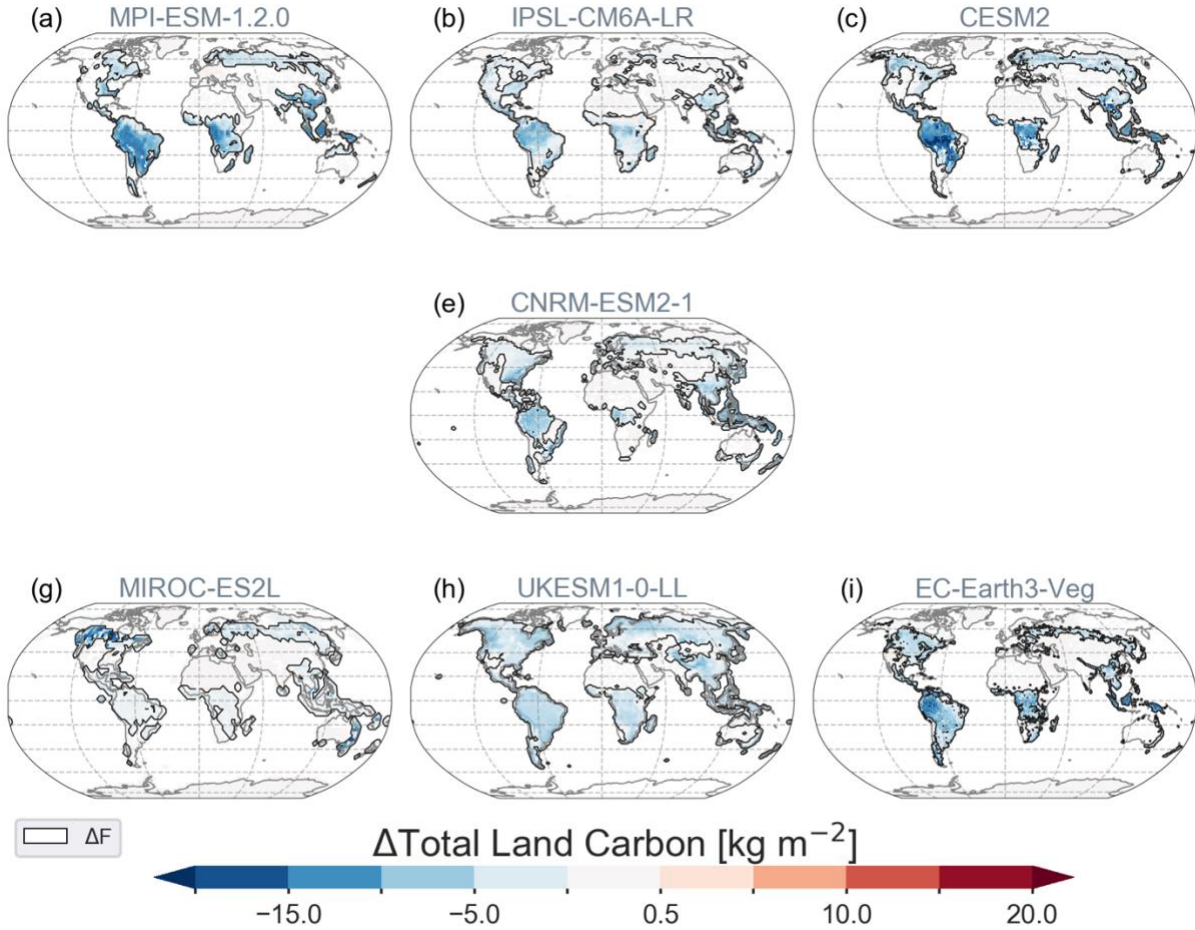 (a) MPI-ESM-1.2.0
(b) IPSL-CM6A-LR
(c) CESM2
(e) CNRM-ESM2-1
(g) MIROC-ES2L
(h) UKESM1-0-LL
(i) EC-Earth3-Veg
ΔF
ΔTotal Land Carbon [kg m⁻²]
−15.0 −5.0 0.5 10.0 20.0